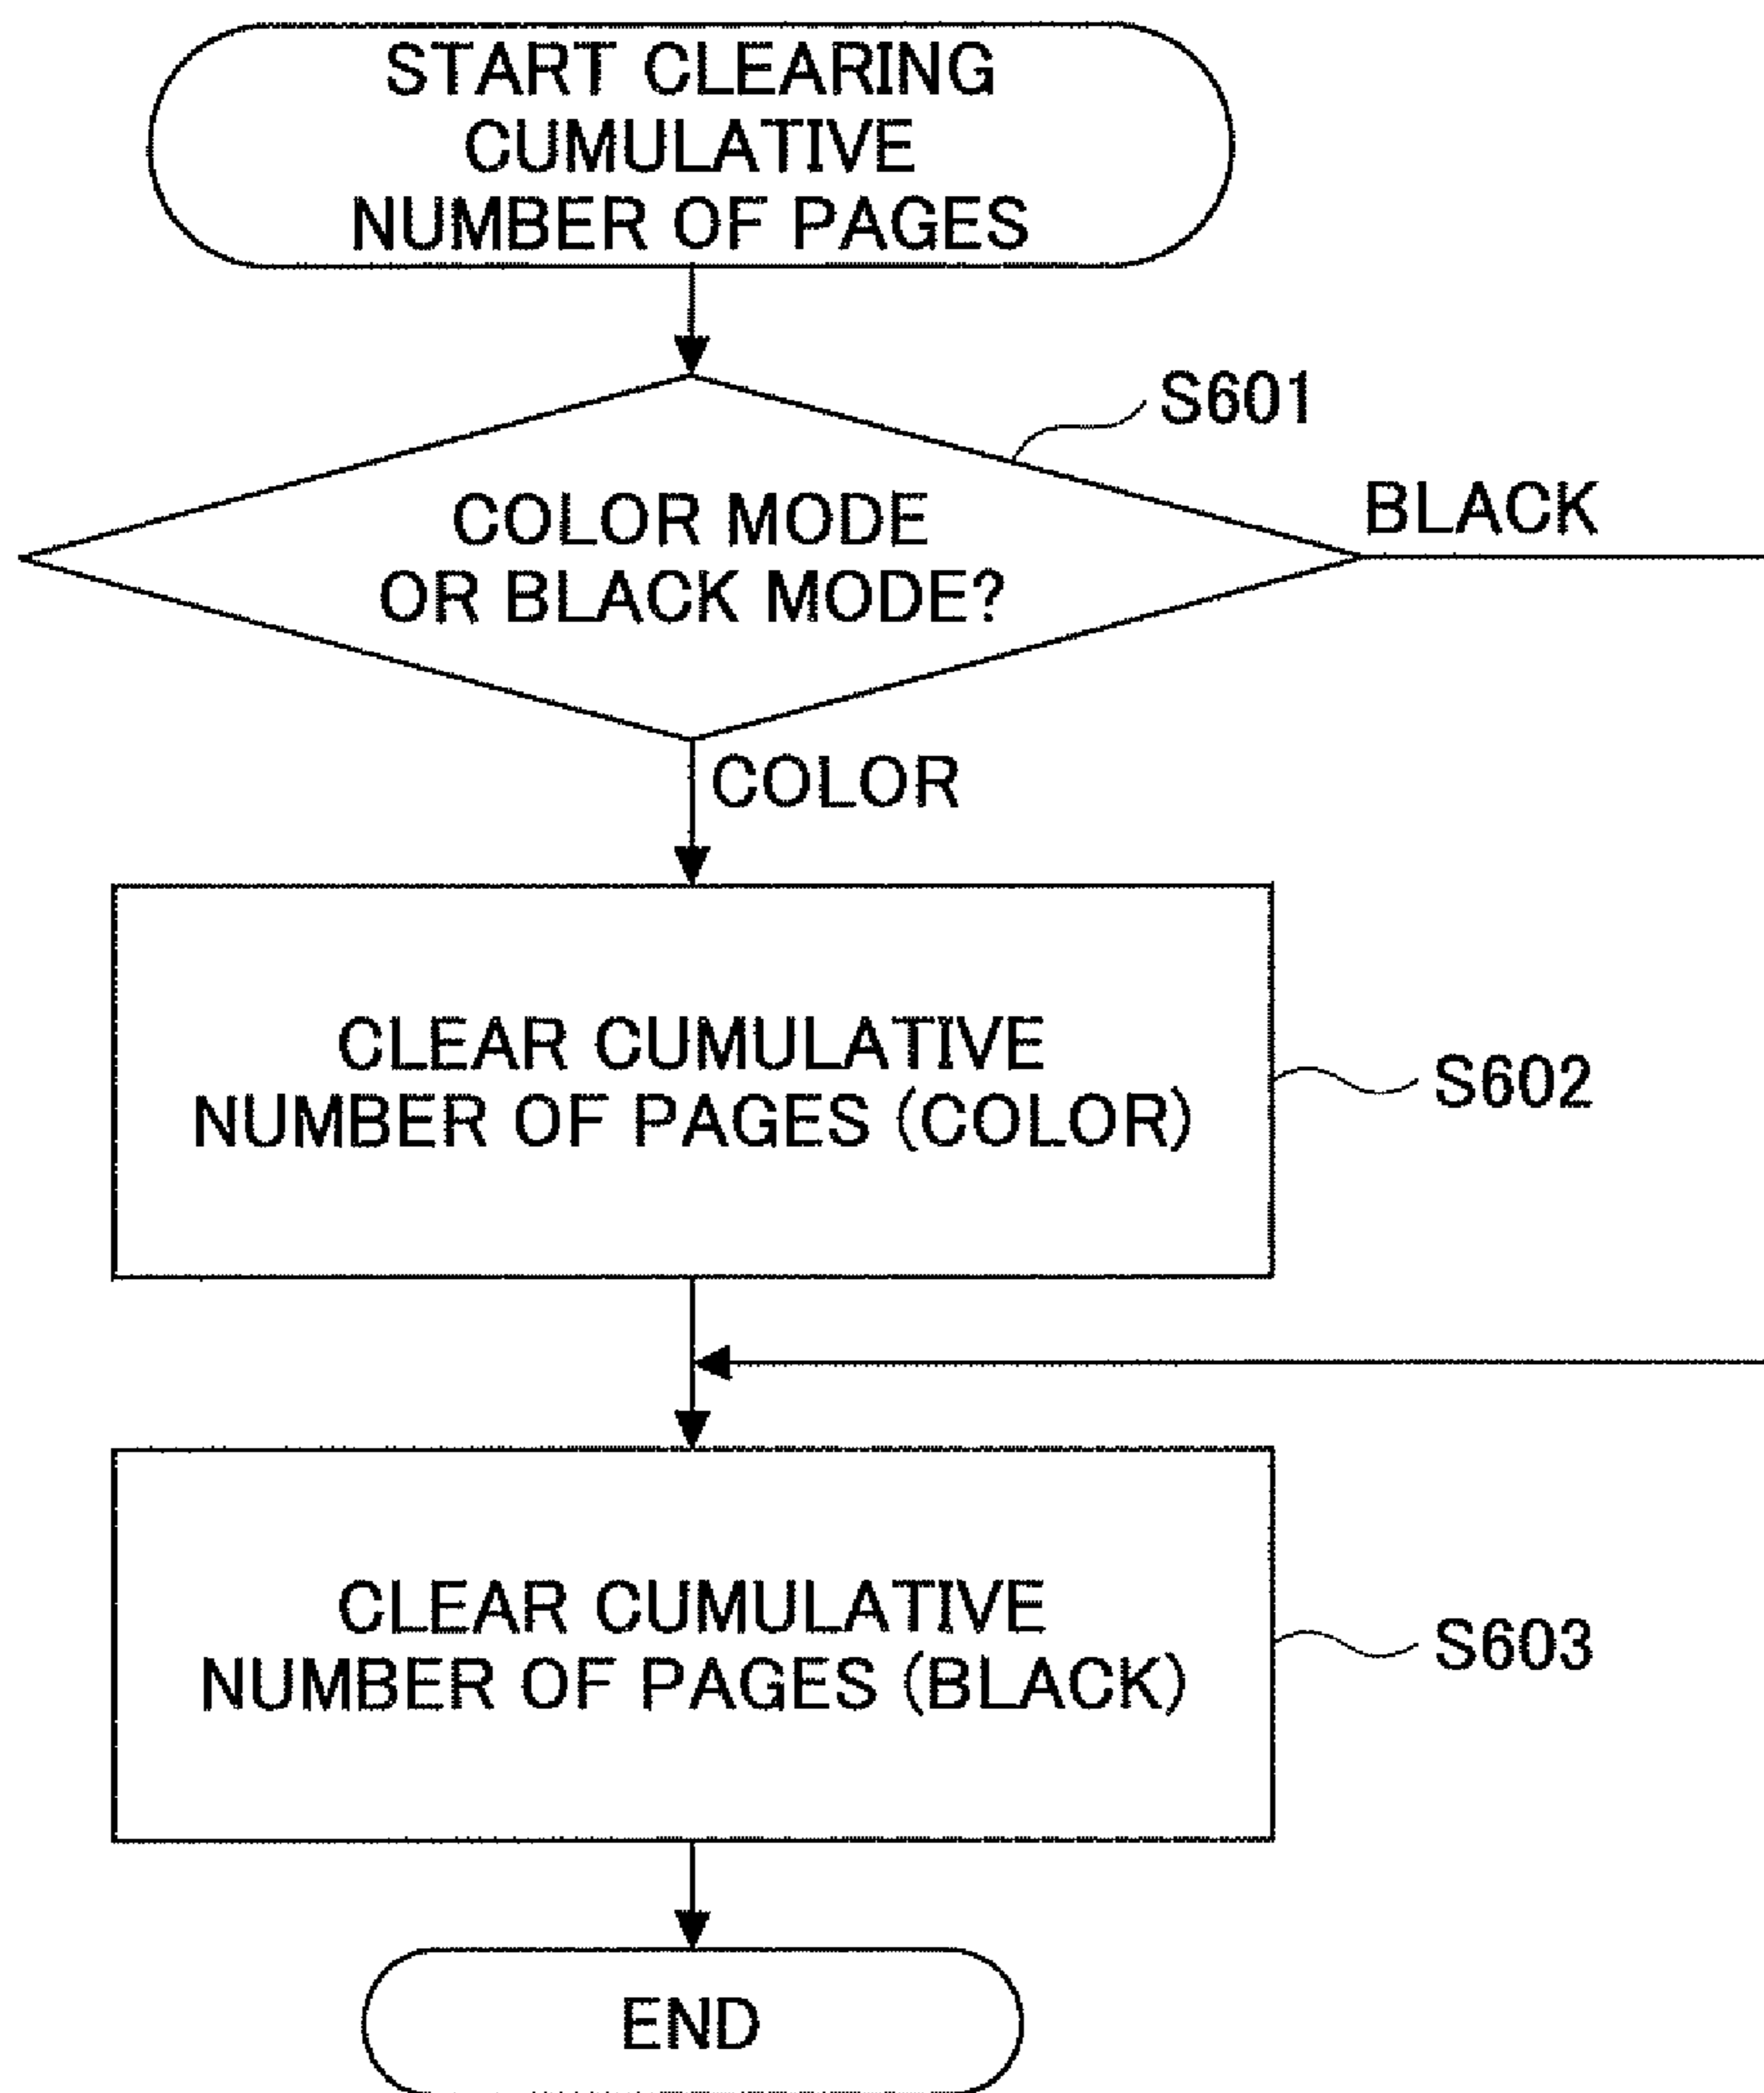 START CLEARING
CUMULATIVE
NUMBER OF PAGES
S601
COLOR MODE
OR BLACK MODE?
BLACK
COLOR
CLEAR CUMULATIVE
NUMBER OF PAGES (COLOR)
S602
CLEAR CUMULATIVE
NUMBER OF PAGES (BLACK)
S603
END